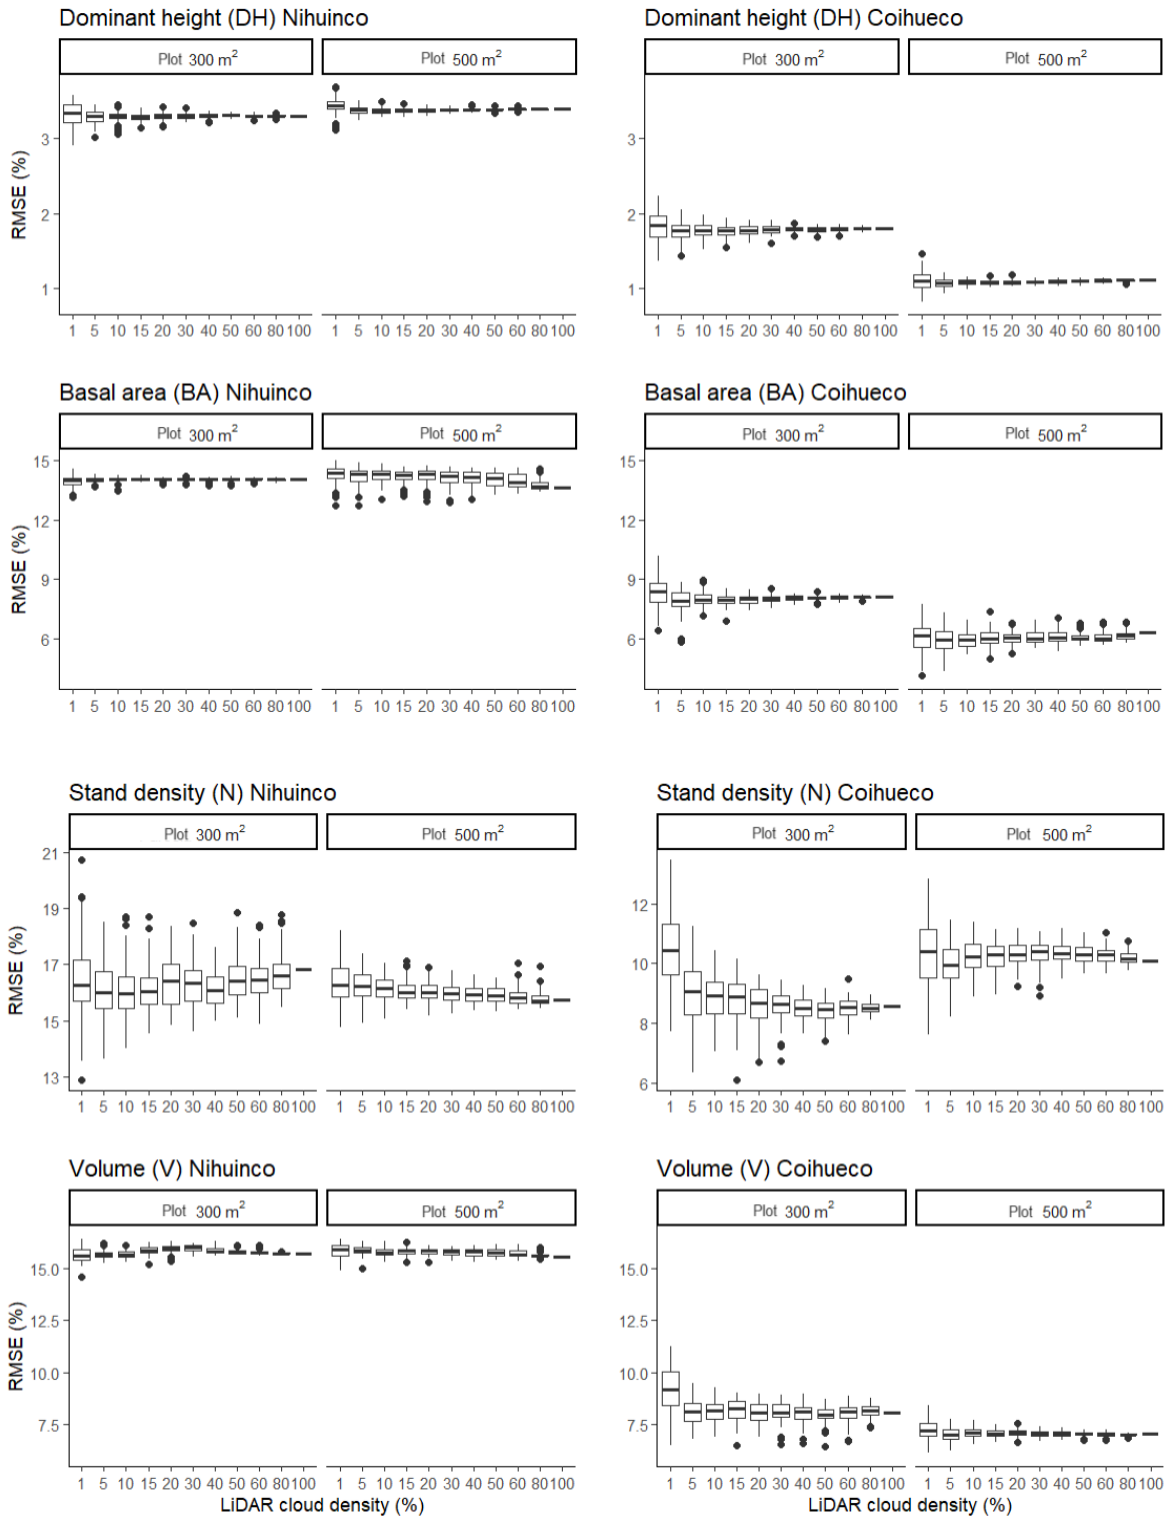 Dominant height (DH) Nihuinco
Plot 300 m²
Plot 500 m²
RMSE (%)
3
2
1
1 5 10 15 20 30 40 50 60 80 100
1 5 10 15 20 30 40 50 60 80 100
Dominant height (DH) Coihueco
Plot 300 m²
Plot 500 m²
3
2
1
1 5 10 15 20 30 40 50 60 80 100
1 5 10 15 20 30 40 50 60 80 100
Basal area (BA) Nihuinco
Plot 300 m²
Plot 500 m²
RMSE (%)
15
12
9
6
1 5 10 15 20 30 40 50 60 80 100
1 5 10 15 20 30 40 50 60 80 100
Basal area (BA) Coihueco
Plot 300 m²
Plot 500 m²
15
12
9
6
1 5 10 15 20 30 40 50 60 80 100
1 5 10 15 20 30 40 50 60 80 100
Stand density (N) Nihuinco
Plot 300 m²
Plot 500 m²
RMSE (%)
21
19
17
15
13
1 5 10 15 20 30 40 50 60 80 100
1 5 10 15 20 30 40 50 60 80 100
Stand density (N) Coihueco
Plot 300 m²
Plot 500 m²
12
10
8
6
1 5 10 15 20 30 40 50 60 80 100
1 5 10 15 20 30 40 50 60 80 100
Volume (V) Nihuinco
Plot 300 m²
Plot 500 m²
RMSE (%)
15.0
12.5
10.0
7.5
1 5 10 15 20 30 40 50 60 80 100
1 5 10 15 20 30 40 50 60 80 100
LiDAR cloud density (%)
Volume (V) Coihueco
Plot 300 m²
Plot 500 m²
15.0
12.5
10.0
7.5
1 5 10 15 20 30 40 50 60 80 100
1 5 10 15 20 30 40 50 60 80 100
LiDAR cloud density (%)